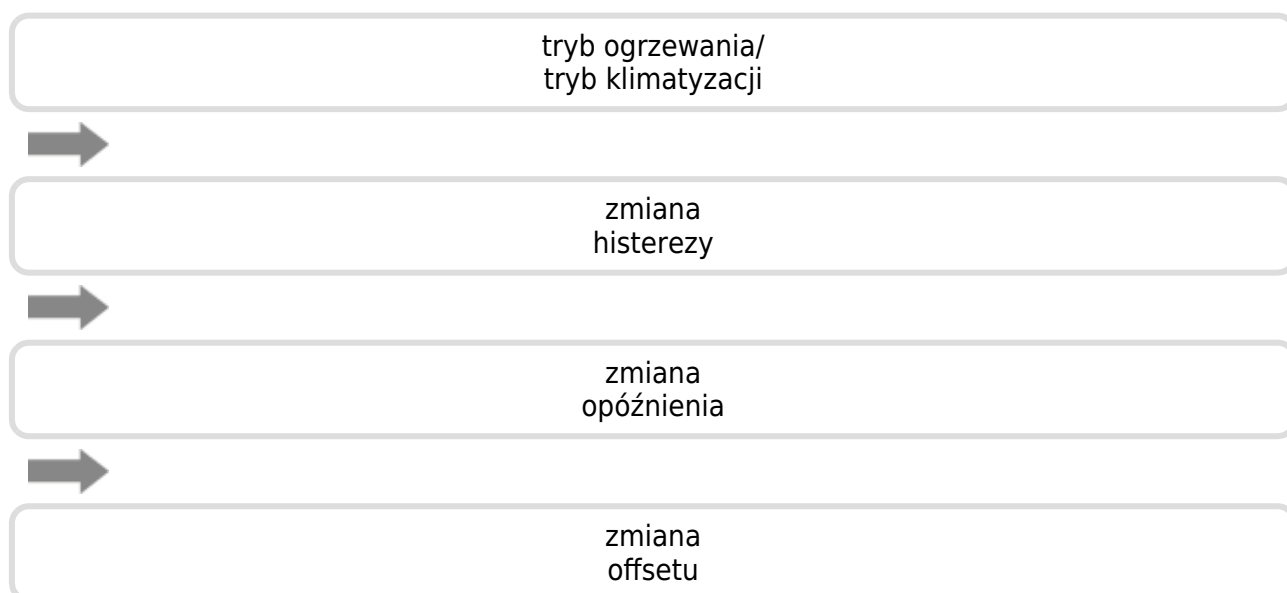 tryb ogrzewania/
tryb klimatyzacji
zmiana
histerezy
zmiana
opóźnienia
zmiana
offsetu